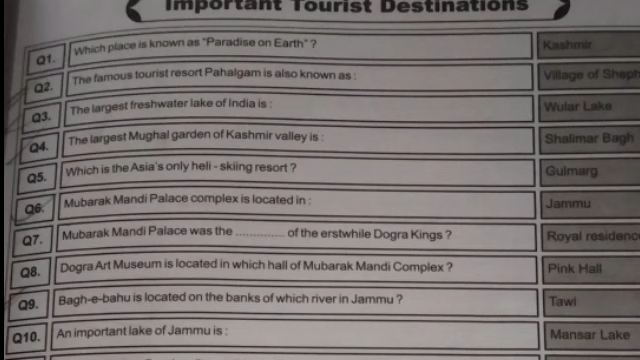 Important Tourist Destinations
Q1. Which place is known as "Paradise on Earth" ? Kashmir
Q2. The famous tourist resort Pahalgam is also known as : Village of Sheph
Q3. The largest freshwater lake of India is : Wular Lake
Q4. The largest Mughal garden of Kashmir valley is : Shalimar Bagh
Q5. Which is the Asia's only heli - skiing resort ? Gulmarg
Q6. Mubarak Mandi Palace complex is located in : Jammu
Q7. Mubarak Mandi Palace was the ............. of the erstwhile Dogra Kings ? Royal residenc
Q8. Dogra Art Museum is located in which hall of Mubarak Mandi Complex ? Pink Hall
Q9. Bagh-e-bahu is located on the banks of which river in Jammu ? Tawi
Q10. An important lake of Jammu is : Mansar Lake